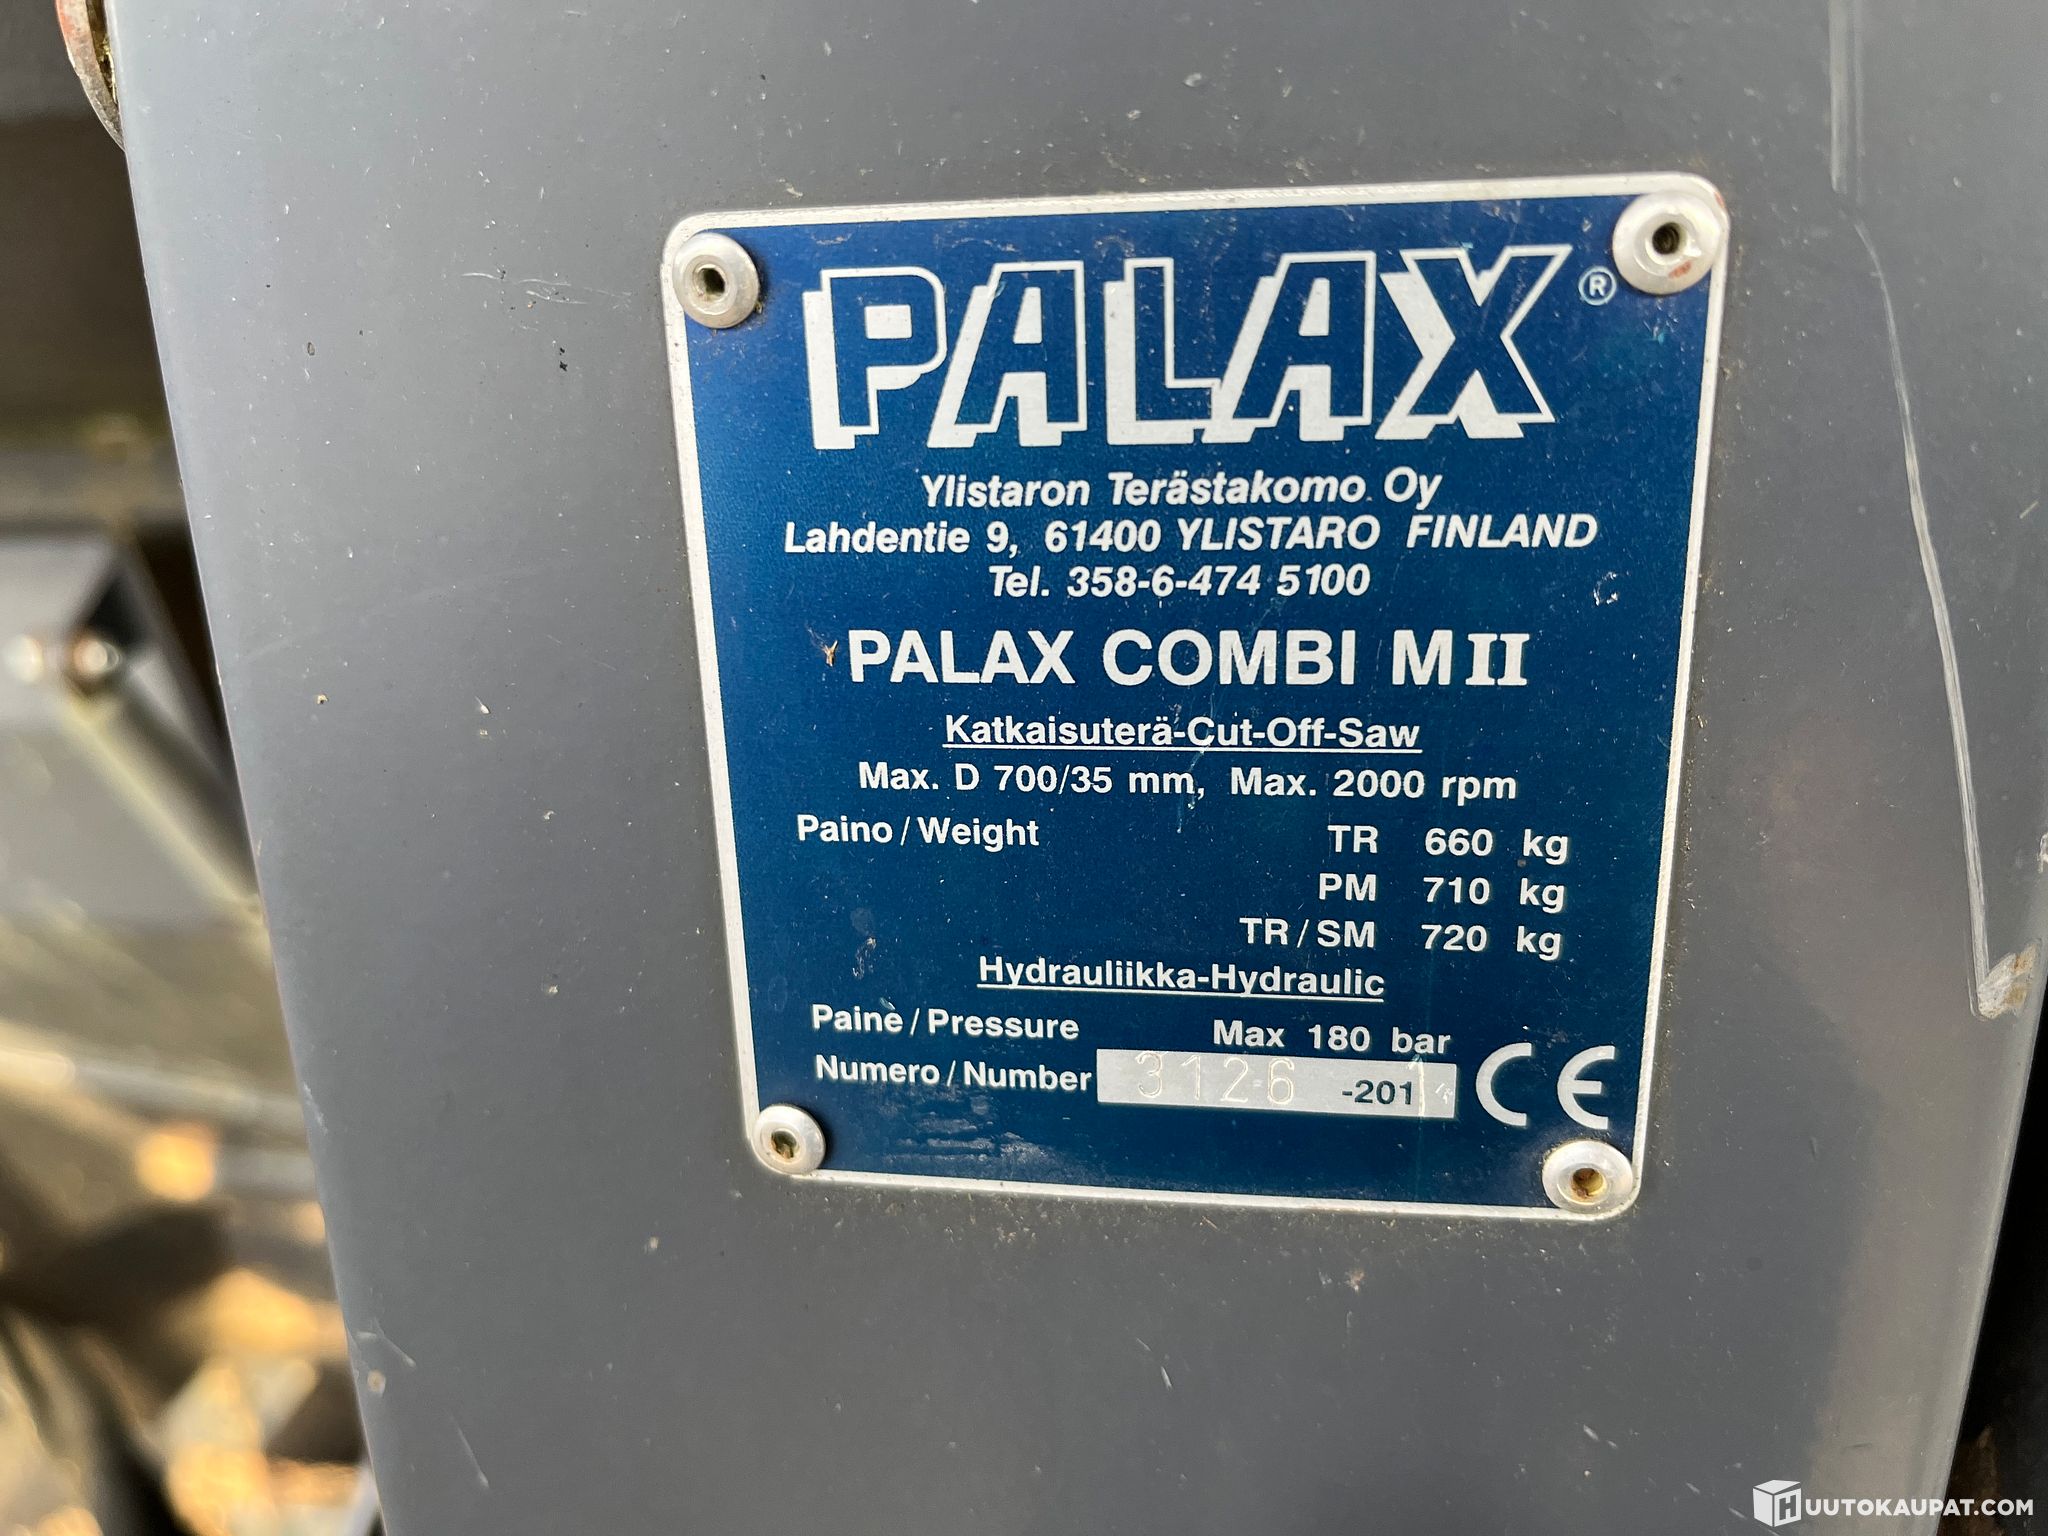 PALAX®
Ylistaron Terästakomo Oy
Lahdentie 9, 61400 YLISTARO FINLAND
Tel. 358-6-474 5100
PALAX COMBI M II
Katkaisuterä-Cut-Off-Saw
Max. D 700/35 mm, Max. 2000 rpm
Paino / Weight TR 660 kg
PM 710 kg
TR / SM 720 kg
Hydrauliikka-Hydraulic
Paine / Pressure Max 180 bar
Numero / Number 3126 -201 CE
HUUTOKAUPAT.COM